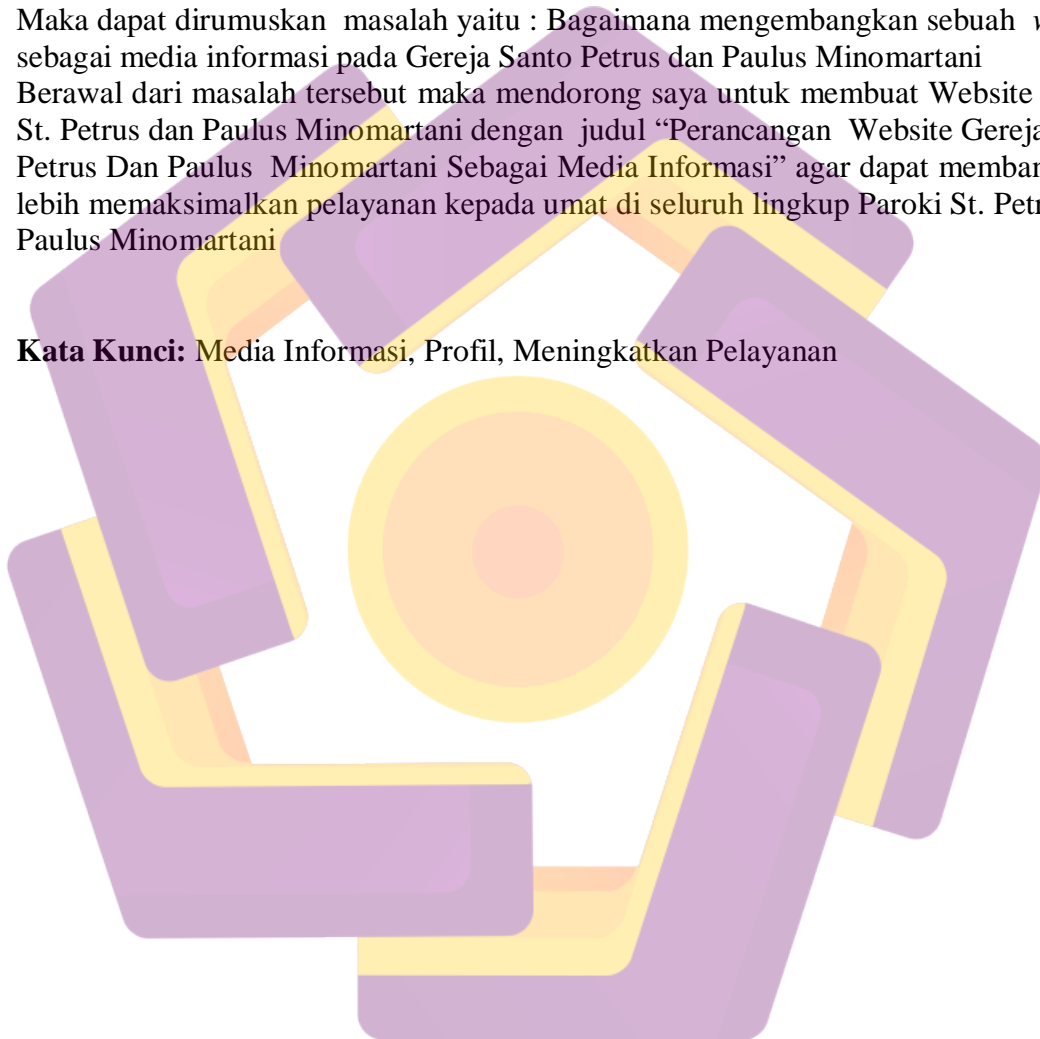 Maka dapat dirumuskan masalah yaitu : Bagaimana mengembangkan sebuah
sebagai media informasi pada Gereja Santo Petrus dan Paulus Minomartani
Berawal dari masalah tersebut maka mendorong saya untuk membuat Website
St. Petrus dan Paulus Minomartani dengan judul “Perancangan Website Gereja
Petrus Dan Paulus Minomartani Sebagai Media Informasi” agar dapat
lebih memaksimalkan pelayanan kepada umat di seluruh lingkup Paroki St.
Paulus Minomartani
Kata Kunci: Media Informasi, Profil, Meningkatkan Pelayanan